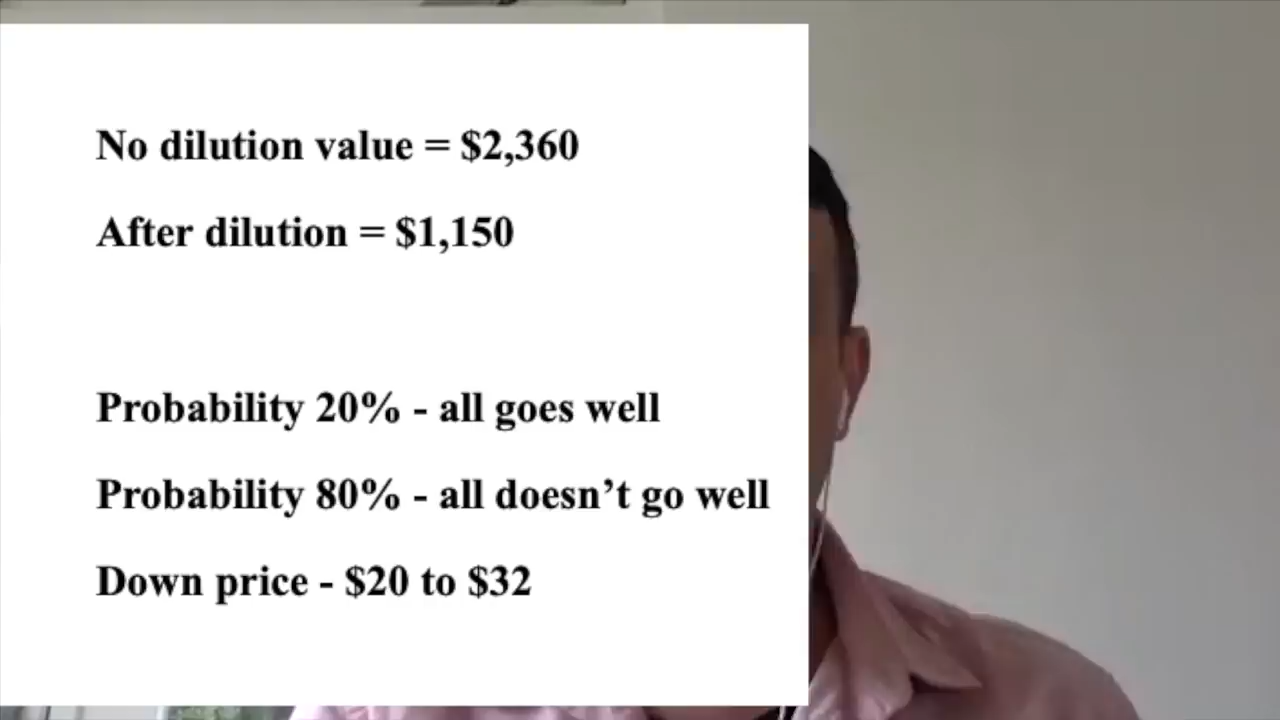 No dilution value = $2,360
After dilution = $1,150
Probability 20% - all goes well
Probability 80% - all doesn’t go well
Down price - $20 to $32